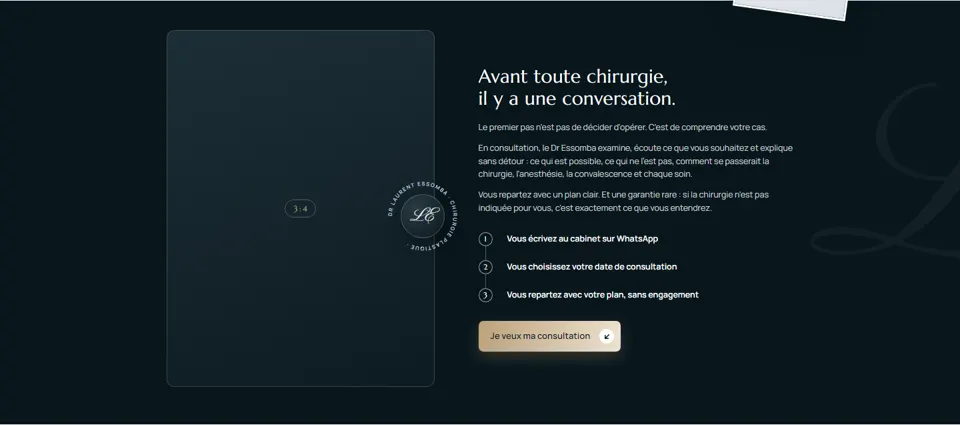 Avant toute chirurgie,
il y a une conversation.
Le premier pas n'est pas de décider d'opérer. C'est de comprendre votre cas.
En consultation, le Dr Essomba examine, écoute ce que vous souhaitez et explique
sans détour : ce qui est possible, ce qui ne l'est pas, comment se passerait la
chirurgie, l'anesthésie, la convalescence et chaque soin.
Vous repartez avec un plan clair. Et une garantie rare : si la chirurgie n'est pas
indiquée pour vous, c'est exactement ce que vous entendrez.
3:4
DR LAURENT ESSOMBA · CHIRURGIE PLASTIQUE ·
LE
1 Vous écrivez au cabinet sur WhatsApp
2 Vous choisissez votre date de consultation
3 Vous repartez avec votre plan, sans engagement
Je veux ma consultation